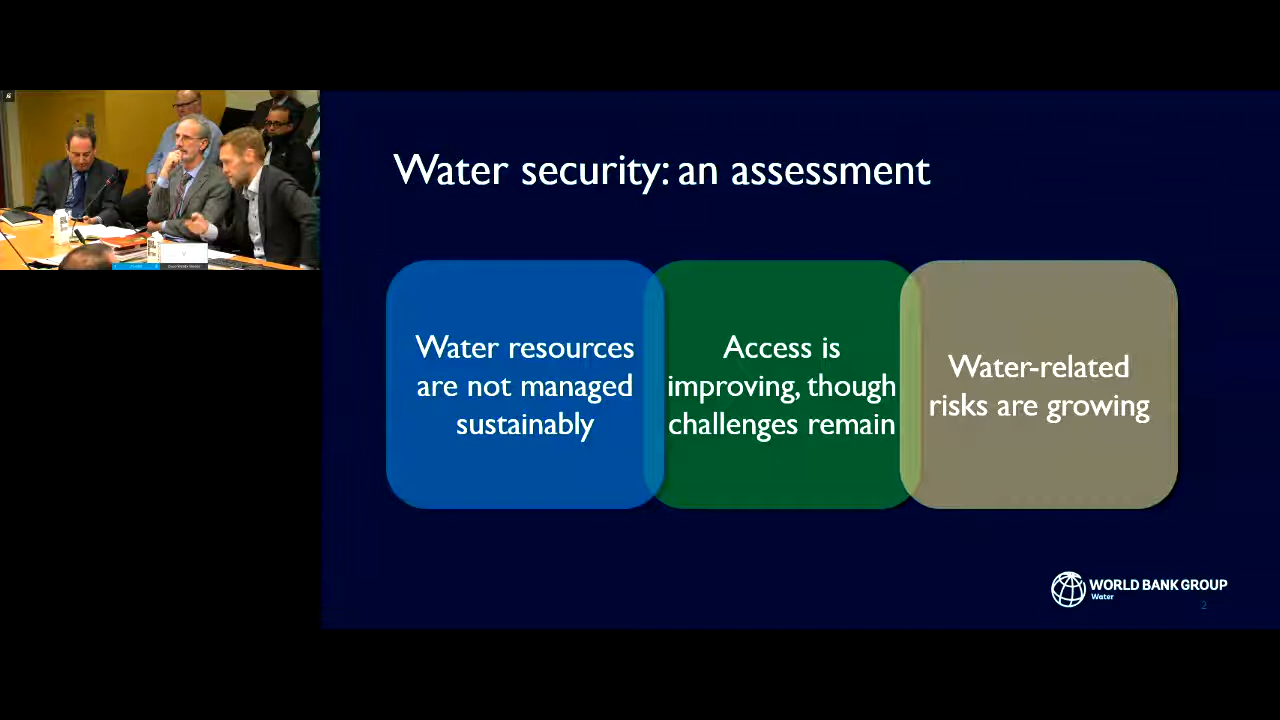 Water security: an assessment
Water resources
are not managed
sustainably
Access is
improving, though
challenges remain
Water-related
risks are growing
WORLD BANK GROUP
Water
2